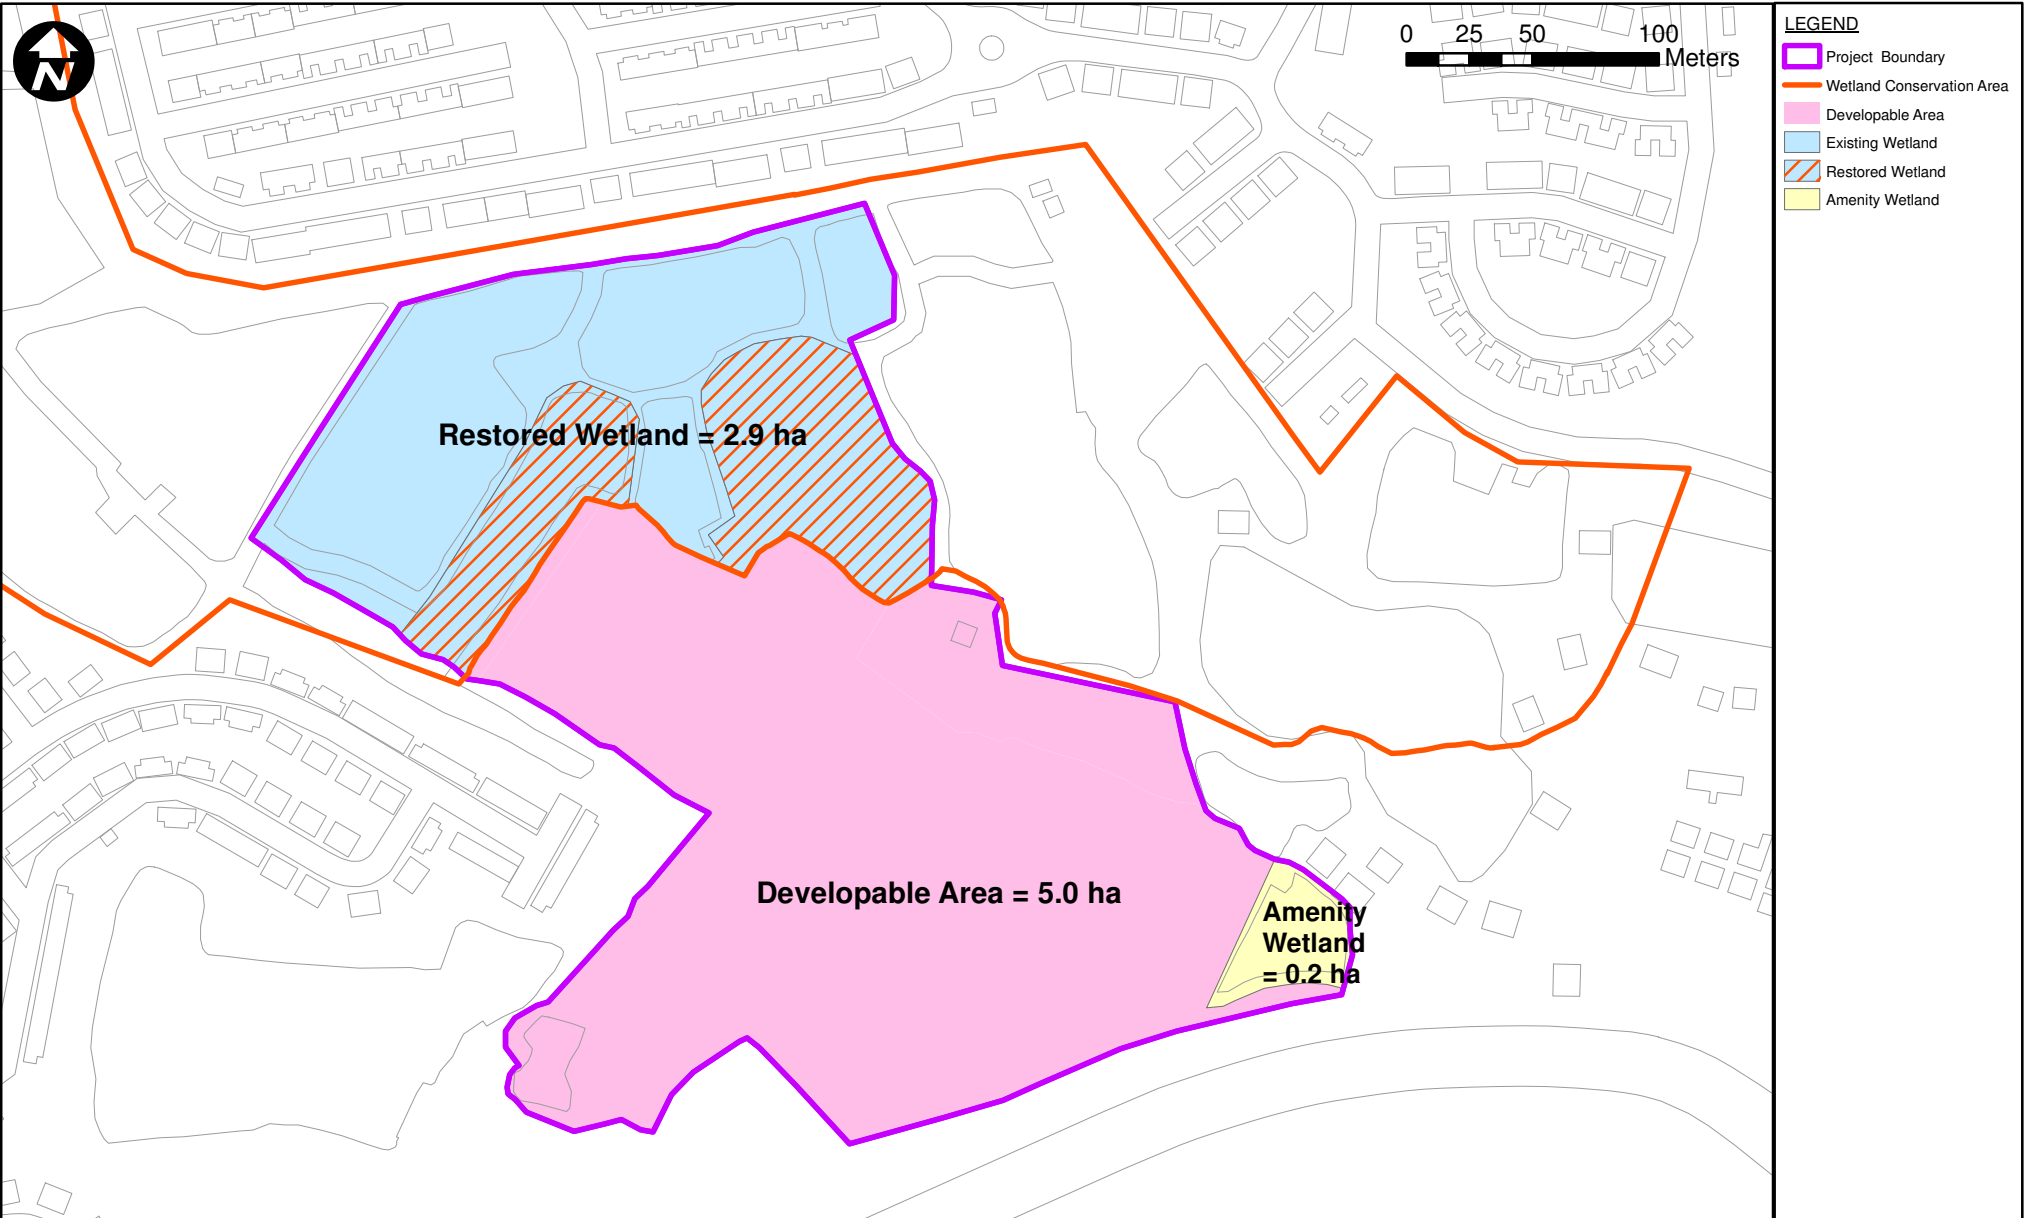 N
0 25 50 100
Meters
LEGEND
Project Boundary
Wetland Conservation Area
Developable Area
Existing Wetland
Restored Wetland
Amenity Wetland
Restored Wetland = 2.9 ha
Developable Area = 5.0 ha
Amenity
Wetland
= 0.2 ha